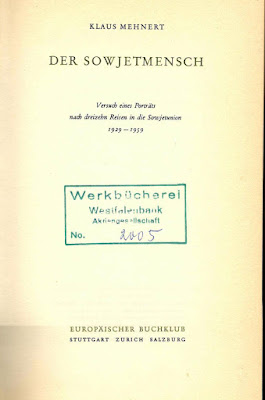 KLAUS MEHNERT
DER SOWJETMENSCH
Versuch eines Porträts
nach dreizehn Reisen in die Sowjetunion
1929–1959
Werkbücherei
Westfalenbank
Aktiengesellschaft
No. 2005
EUROPÄISCHER BUCHKLUB
STUTTGART ZÜRICH SALZBURG